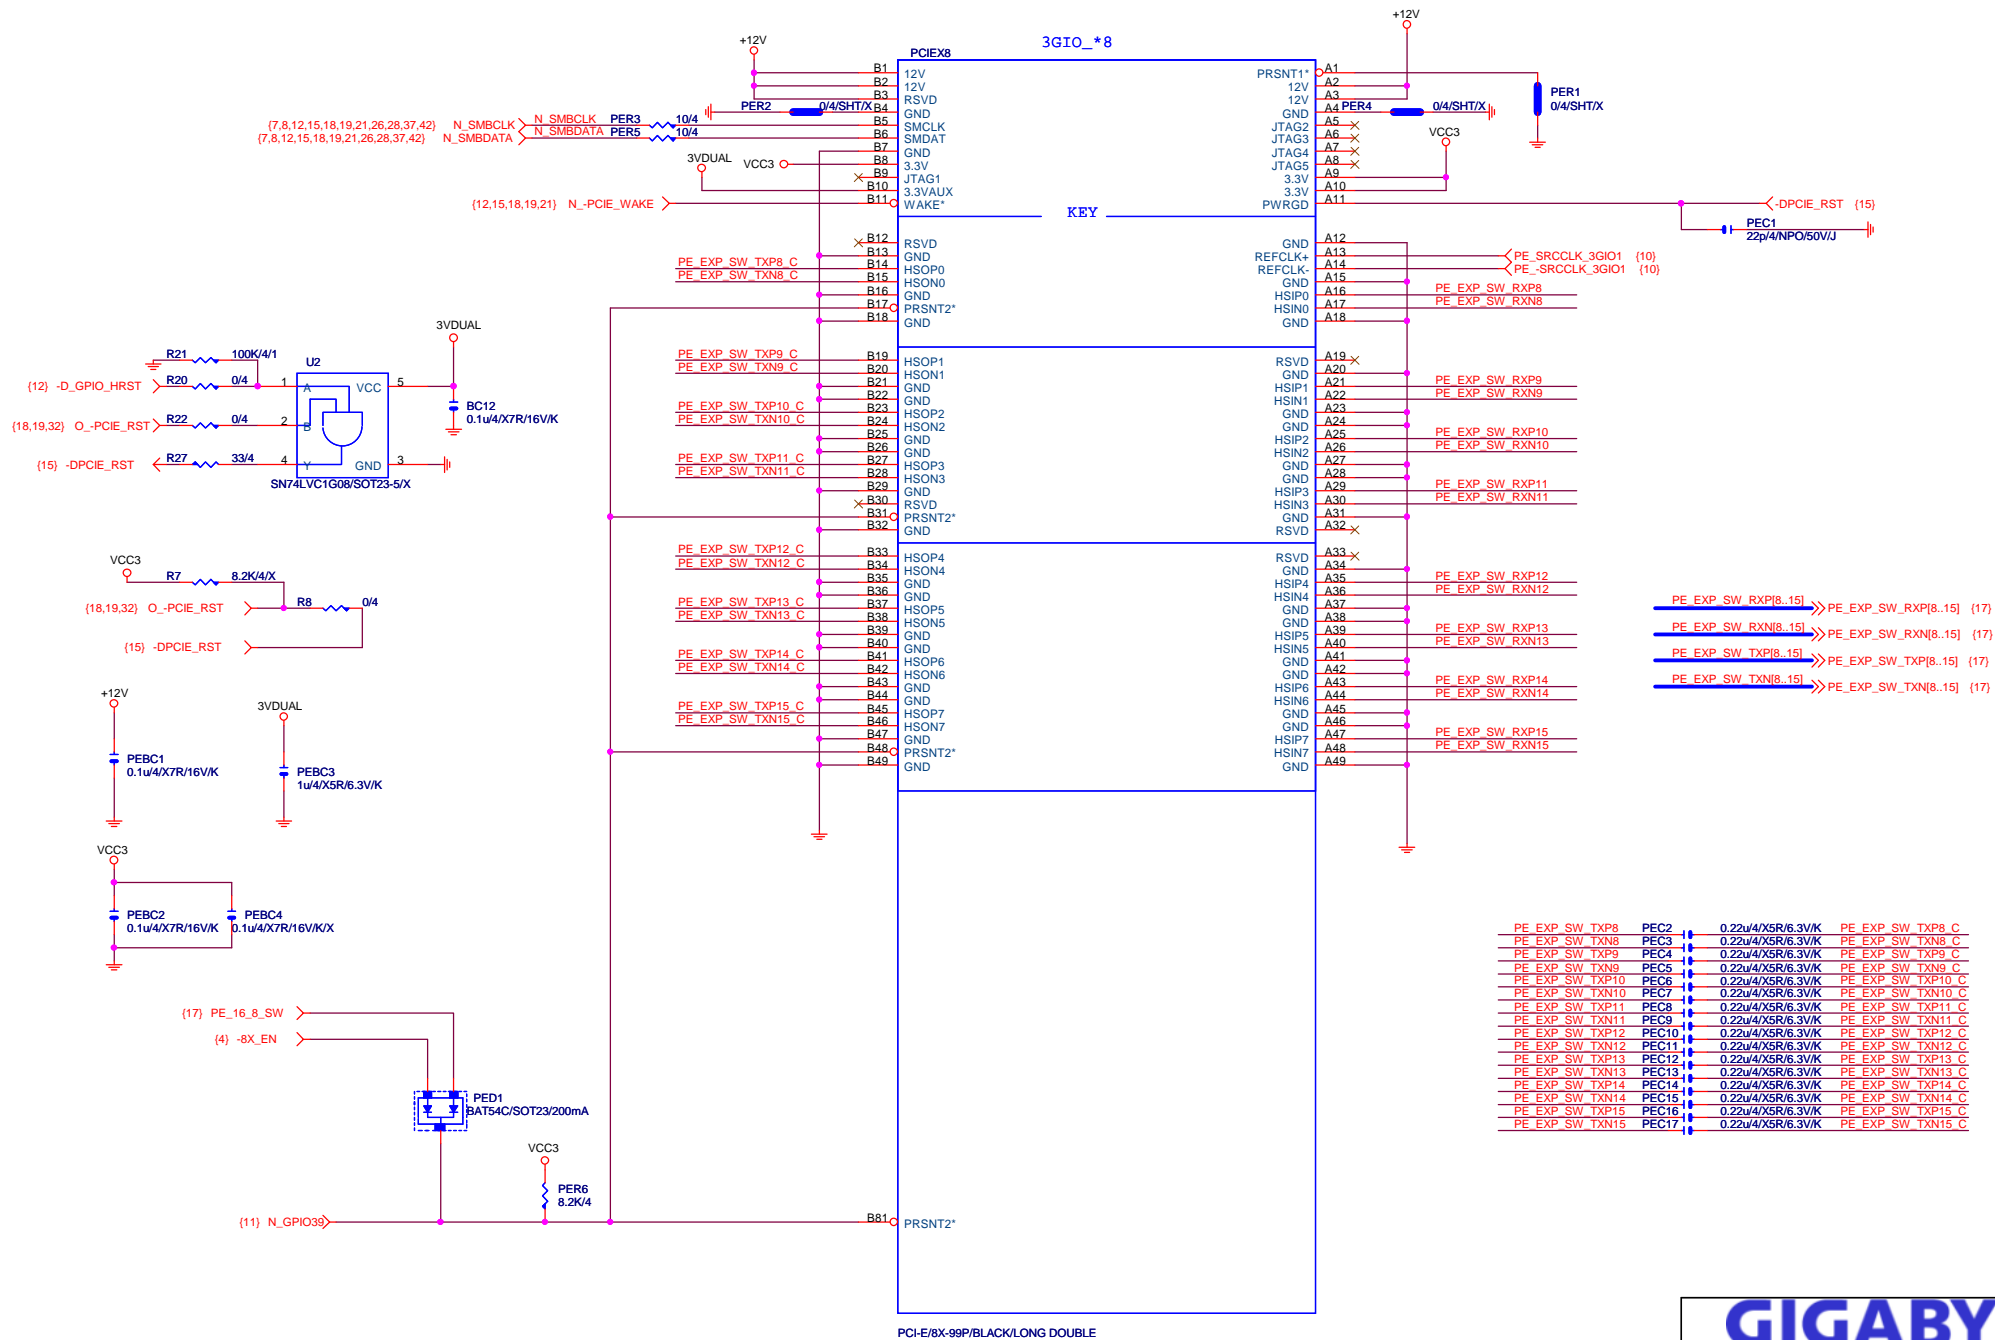 3GIO_*8
PCIEX8
+12V
+12V
B1 12V
B2 12V
B3 RSVD
B4 GND
B5 SMCLK
B6 SMDAT
B7 GND
B8 3.3V
B9 JTAG1
B10 3.3VAUX
B11 WAKE*
PRSNT1* A1
12V A2
12V A3
GND A4
JTAG2 A5
JTAG3 A6
JTAG4 A7
JTAG5 A8
3.3V A9
3.3V A10
PWRGD A11
PER2 0/4/SHT/X
PER4 0/4/SHT/X
PER1
0/4/SHT/X
{7,8,12,15,18,19,21,26,28,37,42} N_SMBCLK N_SMBCLK PER3 10/4
{7,8,12,15,18,19,21,26,28,37,42} N_SMBDATA N_SMBDATA PER5 10/4
3VDUAL VCC3
VCC3
{12,15,18,19,21} N_-PCIE_WAKE
-DPCIE_RST {15}
PEC1
22p/4/NPO/50V/J
KEY
B12 RSVD
B13 GND
PE_EXP_SW_TXP8_C B14 HSOP0
PE_EXP_SW_TXN8_C B15 HSON0
B16 GND
B17 PRSNT2*
B18 GND
GND A12
REFCLK+ A13 PE_SRCCLK_3GIO1 {10}
REFCLK- A14 PE_-SRCCLK_3GIO1 {10}
GND A15
HSIP0 A16 PE_EXP_SW_RXP8
HSIN0 A17 PE_EXP_SW_RXN8
GND A18
PE_EXP_SW_TXP9_C B19 HSOP1
PE_EXP_SW_TXN9_C B20 HSON1
B21 GND
B22 GND
PE_EXP_SW_TXP10_C B23 HSOP2
PE_EXP_SW_TXN10_C B24 HSON2
B25 GND
B26 GND
PE_EXP_SW_TXP11_C B27 HSOP3
PE_EXP_SW_TXN11_C B28 HSON3
B29 GND
B30 RSVD
B31 PRSNT2*
B32 GND
RSVD A19
GND A20
HSIP1 A21 PE_EXP_SW_RXP9
HSIN1 A22 PE_EXP_SW_RXN9
GND A23
GND A24
HSIP2 A25 PE_EXP_SW_RXP10
HSIN2 A26 PE_EXP_SW_RXN10
GND A27
GND A28
HSIP3 A29 PE_EXP_SW_RXP11
HSIN3 A30 PE_EXP_SW_RXN11
GND A31
RSVD A32
PE_EXP_SW_TXP12_C B33 HSOP4
PE_EXP_SW_TXN12_C B34 HSON4
B35 GND
B36 GND
PE_EXP_SW_TXP13_C B37 HSOP5
PE_EXP_SW_TXN13_C B38 HSON5
B39 GND
B40 GND
PE_EXP_SW_TXP14_C B41 HSOP6
PE_EXP_SW_TXN14_C B42 HSON6
B43 GND
B44 GND
PE_EXP_SW_TXP15_C B45 HSOP7
PE_EXP_SW_TXN15_C B46 HSON7
B47 GND
B48 PRSNT2*
B49 GND
RSVD A33
GND A34
HSIP4 A35 PE_EXP_SW_RXP12
HSIN4 A36 PE_EXP_SW_RXN12
GND A37
GND A38
HSIP5 A39 PE_EXP_SW_RXP13
HSIN5 A40 PE_EXP_SW_RXN13
GND A41
GND A42
HSIP6 A43 PE_EXP_SW_RXP14
HSIN6 A44 PE_EXP_SW_RXN14
GND A45
GND A46
HSIP7 A47 PE_EXP_SW_RXP15
HSIN7 A48 PE_EXP_SW_RXN15
GND A49
B81 PRSNT2*
PCI-E/8X-99P/BLACK/LONG DOUBLE
3VDUAL
R21 100K/4/1
U2
{12} -D_GPIO_HRST R20 0/4 1 A VCC 5
BC12
0.1u/4/X7R/16V/K
{18,19,32} O_-PCIE_RST R22 0/4 2 B
{15} -DPCIE_RST R27 33/4 4 Y GND 3
SN74LVC1G08/SOT23-5/X
VCC3
R7 8.2K/4/X
{18,19,32} O_-PCIE_RST R8 0/4
{15} -DPCIE_RST
+12V
PEBC1
0.1u/4/X7R/16V/K
3VDUAL
PEBC3
1u/4/X5R/6.3V/K
VCC3
PEBC2
0.1u/4/X7R/16V/K
PEBC4
0.1u/4/X7R/16V/K/X
{17} PE_16_8_SW
{4} -8X_EN
PED1
BAT54C/SOT23/200mA
VCC3
PER6
8.2K/4
{11} N_GPIO39
PE_EXP_SW_RXP[8..15] PE_EXP_SW_RXP[8..15] {17}
PE_EXP_SW_RXN[8..15] PE_EXP_SW_RXN[8..15] {17}
PE_EXP_SW_TXP[8..15] PE_EXP_SW_TXP[8..15] {17}
PE_EXP_SW_TXN[8..15] PE_EXP_SW_TXN[8..15] {17}
PE_EXP_SW_TXP8 PEC2 0.22u/4/X5R/6.3V/K PE_EXP_SW_TXP8_C
PE_EXP_SW_TXN8 PEC3 0.22u/4/X5R/6.3V/K PE_EXP_SW_TXN8_C
PE_EXP_SW_TXP9 PEC4 0.22u/4/X5R/6.3V/K PE_EXP_SW_TXP9_C
PE_EXP_SW_TXN9 PEC5 0.22u/4/X5R/6.3V/K PE_EXP_SW_TXN9_C
PE_EXP_SW_TXP10 PEC6 0.22u/4/X5R/6.3V/K PE_EXP_SW_TXP10_C
PE_EXP_SW_TXN10 PEC7 0.22u/4/X5R/6.3V/K PE_EXP_SW_TXN10_C
PE_EXP_SW_TXP11 PEC8 0.22u/4/X5R/6.3V/K PE_EXP_SW_TXP11_C
PE_EXP_SW_TXN11 PEC9 0.22u/4/X5R/6.3V/K PE_EXP_SW_TXN11_C
PE_EXP_SW_TXP12 PEC10 0.22u/4/X5R/6.3V/K PE_EXP_SW_TXP12_C
PE_EXP_SW_TXN12 PEC11 0.22u/4/X5R/6.3V/K PE_EXP_SW_TXN12_C
PE_EXP_SW_TXP13 PEC12 0.22u/4/X5R/6.3V/K PE_EXP_SW_TXP13_C
PE_EXP_SW_TXN13 PEC13 0.22u/4/X5R/6.3V/K PE_EXP_SW_TXN13_C
PE_EXP_SW_TXP14 PEC14 0.22u/4/X5R/6.3V/K PE_EXP_SW_TXP14_C
PE_EXP_SW_TXN14 PEC15 0.22u/4/X5R/6.3V/K PE_EXP_SW_TXN14_C
PE_EXP_SW_TXP15 PEC16 0.22u/4/X5R/6.3V/K PE_EXP_SW_TXP15_C
PE_EXP_SW_TXN15 PEC17 0.22u/4/X5R/6.3V/K PE_EXP_SW_TXN15_C
GIGABY